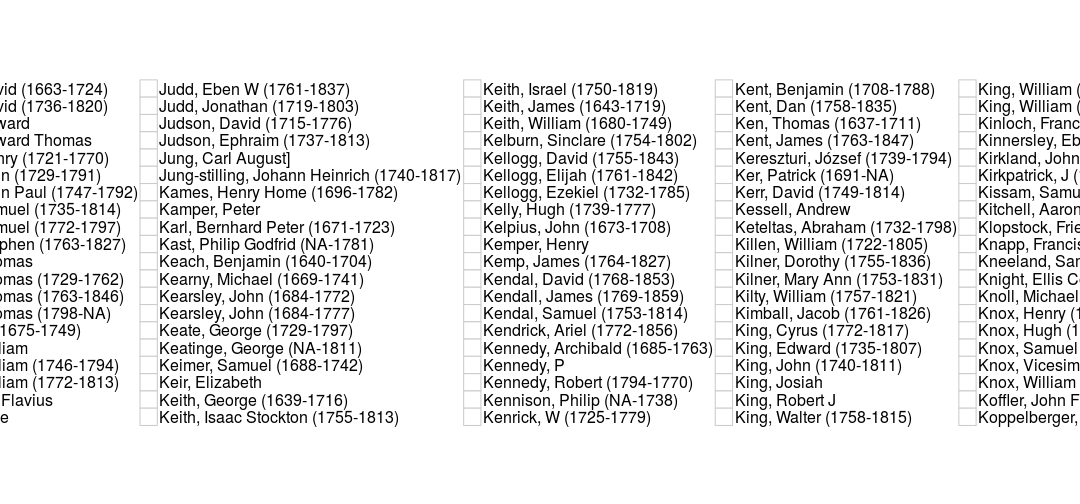 vid (1663-1724)
vid (1736-1820)
ward
ward Thomas
nry (1721-1770)
n (1729-1791)
n Paul (1747-1792)
muel (1735-1814)
muel (1772-1797)
phen (1763-1827)
omas
omas (1729-1762)
omas (1763-1846)
omas (1798-NA)
1675-1749)
liam
liam (1746-1794)
liam (1772-1813)
Flavius
e
Judd, Eben W (1761-1837)
Judd, Jonathan (1719-1803)
Judson, David (1715-1776)
Judson, Ephraim (1737-1813)
Jung, Carl August]
Jung-stilling, Johann Heinrich (1740-1817)
Kames, Henry Home (1696-1782)
Kamper, Peter
Karl, Bernhard Peter (1671-1723)
Kast, Philip Godfrid (NA-1781)
Keach, Benjamin (1640-1704)
Kearny, Michael (1669-1741)
Kearsley, John (1684-1772)
Kearsley, John (1684-1777)
Keate, George (1729-1797)
Keatinge, George (NA-1811)
Keimer, Samuel (1688-1742)
Keir, Elizabeth
Keith, George (1639-1716)
Keith, Isaac Stockton (1755-1813)
Keith, Israel (1750-1819)
Keith, James (1643-1719)
Keith, William (1680-1749)
Kelburn, Sinclare (1754-1802)
Kellogg, David (1755-1843)
Kellogg, Elijah (1761-1842)
Kellogg, Ezekiel (1732-1785)
Kelly, Hugh (1739-1777)
Kelpius, John (1673-1708)
Kemper, Henry
Kemp, James (1764-1827)
Kendal, David (1768-1853)
Kendall, James (1769-1859)
Kendal, Samuel (1753-1814)
Kendrick, Ariel (1772-1856)
Kennedy, Archibald (1685-1763)
Kennedy, P
Kennedy, Robert (1794-1770)
Kennison, Philip (NA-1738)
Kenrick, W (1725-1779)
Kent, Benjamin (1708-1788)
Kent, Dan (1758-1835)
Ken, Thomas (1637-1711)
Kent, James (1763-1847)
Kereszturi, József (1739-1794)
Ker, Patrick (1691-NA)
Kerr, David (1749-1814)
Kessell, Andrew
Keteltas, Abraham (1732-1798)
Killen, William (1722-1805)
Kilner, Dorothy (1755-1836)
Kilner, Mary Ann (1753-1831)
Kilty, William (1757-1821)
Kimball, Jacob (1761-1826)
King, Cyrus (1772-1817)
King, Edward (1735-1807)
King, John (1740-1811)
King, Josiah
King, Robert J
King, Walter (1758-1815)
King, William (
King, William (
Kinloch, Franc
Kinnersley, Eb
Kirkland, John
Kirkpatrick, J (
Kissam, Samu
Kitchell, Aaron
Klopstock, Frie
Knapp, Francis
Kneeland, Sar
Knight, Ellis C
Knoll, Michael
Knox, Henry (1
Knox, Hugh (1
Knox, Samuel
Knox, Vicesim
Knox, William
Koffler, John F
Koppelberger,